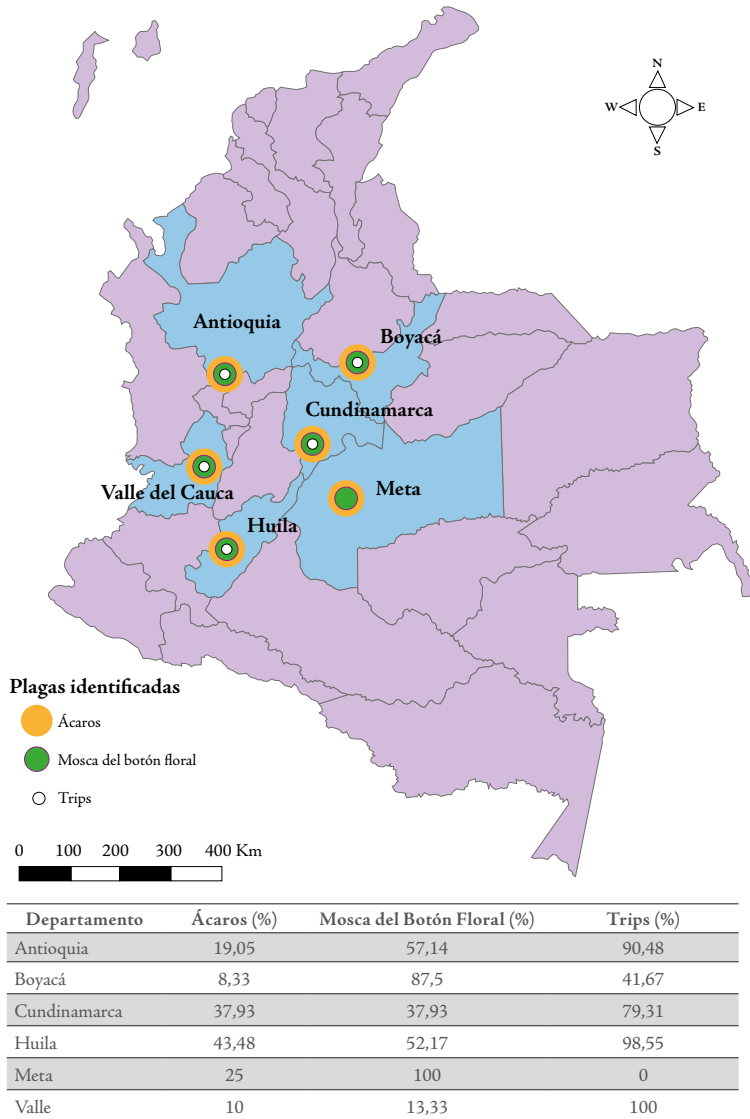 N
W E
S
Antioquia
Boyacá
Cundinamarca
Valle del Cauca
Meta
Huila
Plagas identificadas
Ácaros
Mosca del botón floral
Trips
0 100 200 300 400 Km
Departamento Ácaros (%) Mosca del Botón Floral (%) Trips (%)
Antioquia 19,05 57,14 90,48
Boyacá 8,33 87,5 41,67
Cundinamarca 37,93 37,93 79,31
Huila 43,48 52,17 98,55
Meta 25 100 0
Valle 10 13,33 100